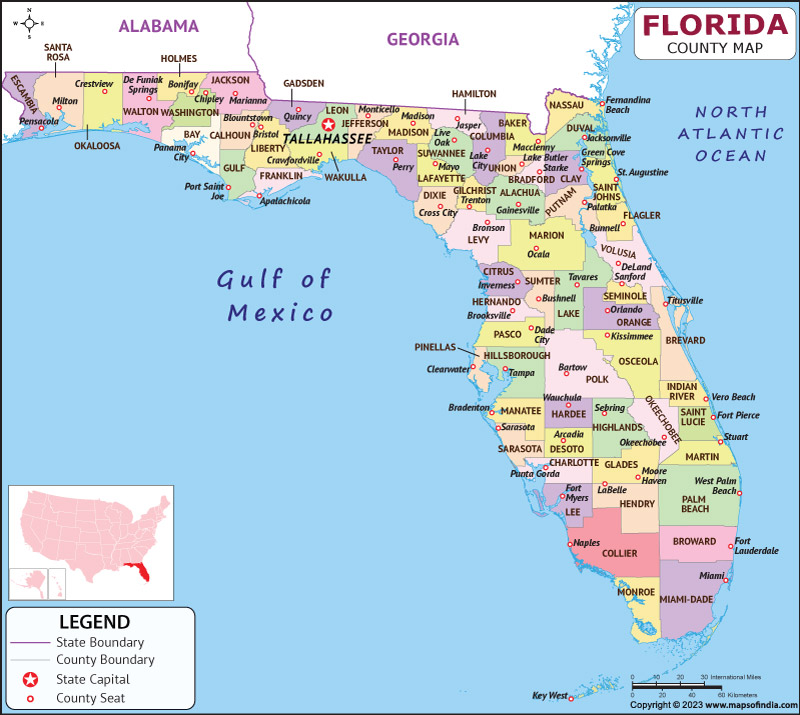 FLORIDA
COUNTY MAP
N
W
E
S
ALABAMA
GEORGIA
NORTH
ATLANTIC
OCEAN
Gulf of
Mexico
SANTA
ROSA
HOLMES
ESCAMBIA
Pensacola
Milton
Crestview
OKALOOSA
De Funiak
Springs
WALTON
Bonifay
WASHINGTON
Chipley
JACKSON
Marianna
BAY
Panama
City
CALHOUN
Blountstown
Bristol
LIBERTY
GULF
Port Saint
Joe
FRANKLIN
Apalachicola
GADSDEN
Quincy
LEON
TALLAHASSEE
Crawfordville
WAKULLA
Monticello
JEFFERSON
Madison
MADISON
TAYLOR
Perry
HAMILTON
Jasper
Live
Oak
SUWANNEE
Mayo
LAFAYETTE
COLUMBIA
Lake
City
BAKER
Macclenny
NASSAU
Fernandina
Beach
DUVAL
Jacksonville
UNION
Lake Butler
Starke
BRADFORD
CLAY
Green Cove
Springs
St. Augustine
SAINT
JOHNS
DIXIE
Cross City
GILCHRIST
Trenton
ALACHUA
Gainesville
PUTNAM
Palatka
Bunnell
FLAGLER
Bronson
LEVY
MARION
Ocala
VOLUSIA
DeLand
Sanford
CITRUS
Inverness
SUMTER
Bushnell
Tavares
LAKE
SEMINOLE
Orlando
ORANGE
Titusville
HERNANDO
Brooksville
PASCO
Dade
City
Kissimmee
BREVARD
PINELLAS
Clearwater
HILLSBOROUGH
Tampa
Bartow
POLK
OSCEOLA
INDIAN
RIVER
Vero Beach
Bradenton
MANATEE
Wauchula
HARDEE
Sebring
HIGHLANDS
OKEECHOBEE
Okeechobee
SAINT
LUCIE
Fort Pierce
Stuart
Sarasota
SARASOTA
Arcadia
DESOTO
MARTIN
Punta Gorda
CHARLOTTE
GLADES
Moore
Haven
LaBelle
West Palm
Beach
PALM
BEACH
Fort
Myers
LEE
HENDRY
Naples
COLLIER
BROWARD
Fort
Lauderdale
MONROE
Miami
MIAMI-DADE
Key West
LEGEND
State Boundary
County Boundary
State Capital
County Seat
0 10 20 30 International Miles
0 20 40 60 Kilometers
Copyright © 2023 www.mapsofindia.com